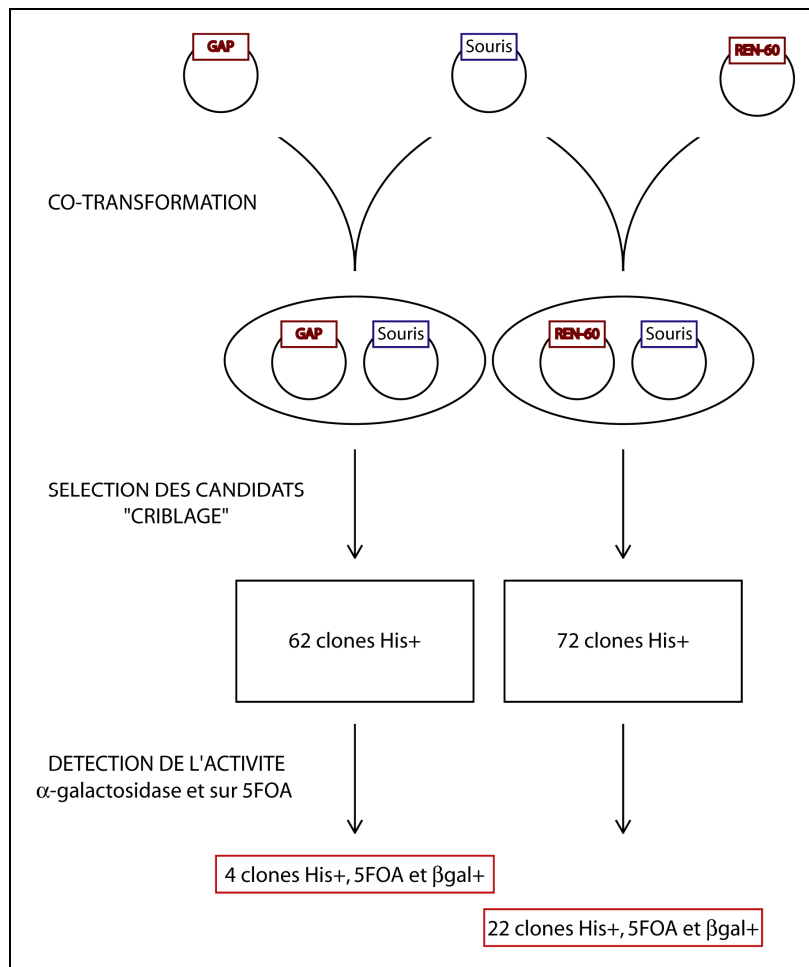 GAP
Souris
REN-60
CO-TRANSFORMATION
GAP
Souris
REN-60
Souris
SELECTION DES CANDIDATS
"CRIBLAGE"
62 clones His+
72 clones His+
DETECTION DE L'ACTIVITE
α-galactosidase et sur 5FOA
4 clones His+, 5FOA et βgal+
22 clones His+, 5FOA et βgal+